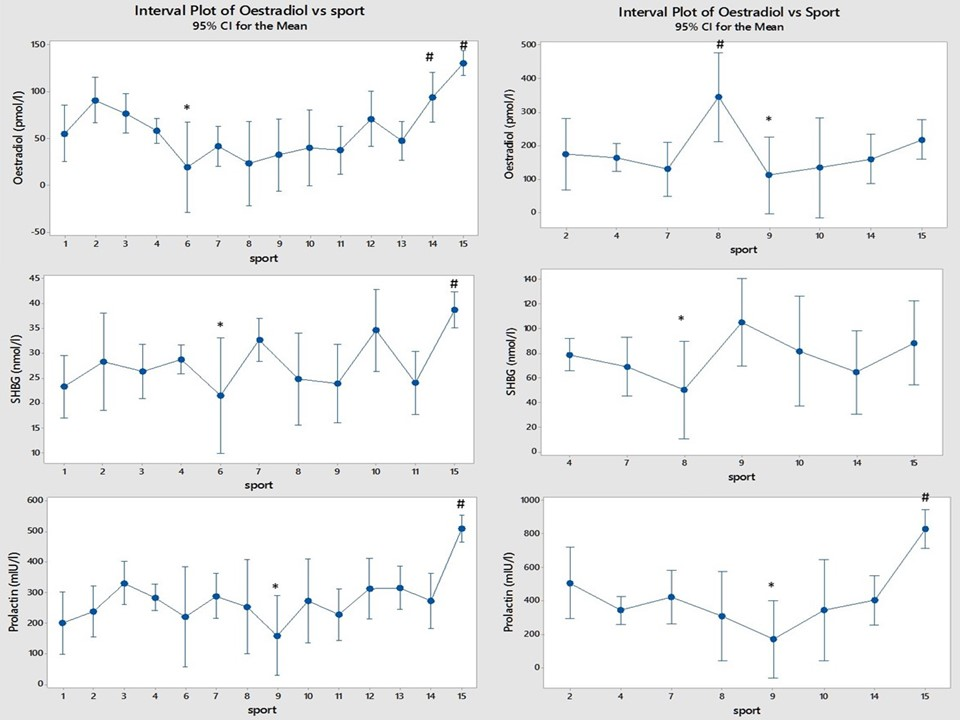 Interval Plot of Oestradiol vs sport
95% CI for the Mean
Oestradiol (pmol/l)
150
100
50
0
-50
* # #
1 2 3 4 6 7 8 9 10 11 12 13 14 15
sport
Interval Plot of Oestradiol vs Sport
95% CI for the Mean
Oestradiol (pmol/l)
500
400
300
200
100
0
# *
2 4 7 8 9 10 14 15
sport
SHBG (nmol/l)
45
40
35
30
25
20
15
10
* #
1 2 3 4 6 7 8 9 10 11 15
sport
SHBG (nmol/l)
140
120
100
80
60
40
20
0
*
4 7 8 9 10 14 15
sport
Prolactin (mIU/l)
600
500
400
300
200
100
0
* #
1 2 3 4 6 7 8 9 10 11 12 13 14 15
sport
Prolactin (mIU/l)
1000
800
600
400
200
0
* #
2 4 7 8 9 10 14 15
sport